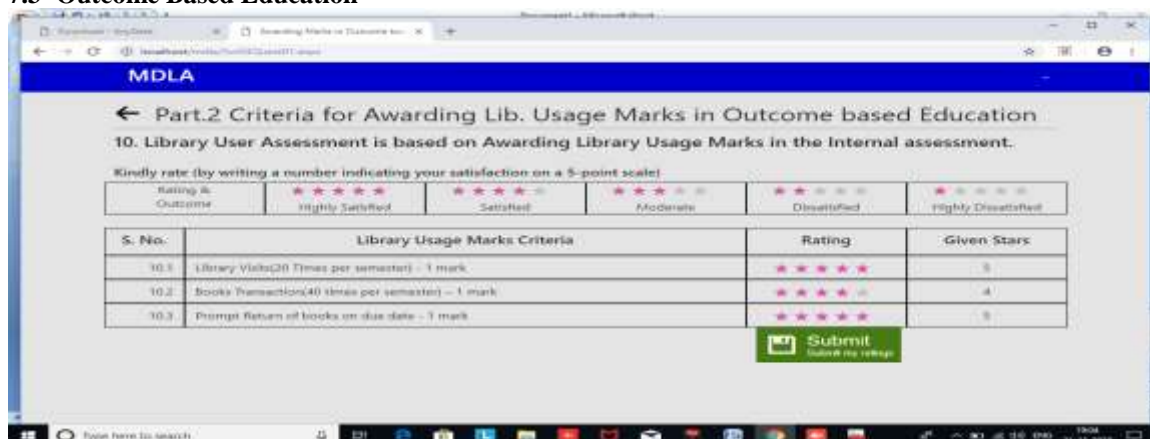 7.3 Outcome Based Education
MDLA
← Part.2 Criteria for Awarding Lib. Usage Marks in Outcome based Education
10. Library User Assessment is based on Awarding Library Usage Marks in the Internal assessment.
Kindly rate (by writing a number indicating your satisfaction on a 5-point scale)
Rating & Outcome ★★★★★ Highly Satisfied ★★★★ Satisfied ★★★ Moderate ★★ Dissatisfied ★ Highly Dissatisfied
S. No. Library Usage Marks Criteria Rating Given Stars
10.1 Library Visits(20 Times per semester) - 1 mark ★★★★★ 5
10.2 Books Transaction(40 times per semester) – 1 mark ★★★★ 4
10.3 Prompt Return of books on due date - 1 mark ★★★★★ 5
Submit
Submit my ratings
Type here to search